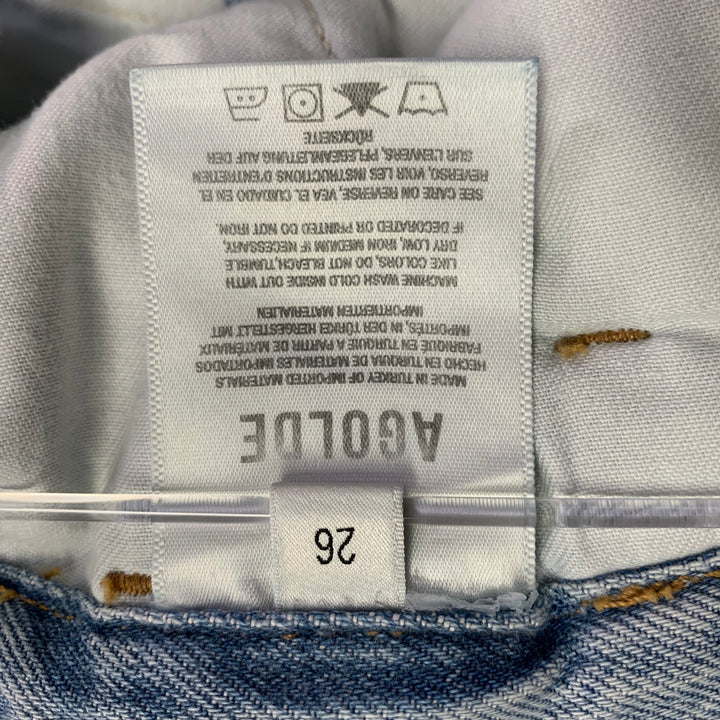 26
AGOLDE
MADE IN TURKEY OF IMPORTED MATERIALS
HECHO EN TURQUIA DE MATERIALES IMPORTADOS
FABRIQUE EN TURQUIE A PARTIR DE MATERIAUX
IMPORTES, IN DER TÜRKEI HERGESTELLT MIT
IMPORTIERTEN MATERIALIEN
MACHINE WASH COLD INSIDE OUT WITH
LIKE COLORS, DO NOT BLEACH, TUMBLE
DRY LOW, IRON MEDIUM IF NECESSARY,
IF DECORATED OR PRINTED DO NOT IRON.
SEE CARE ON REVERSE, VEA EL CUIDADO EN EL
REVERSO, VOIR LES INSTRUCTIONS D'ENTRETIEN
SUR L'ENVERS, PFLEGEANLEITUNG AUF DER
RÜCKSEITE